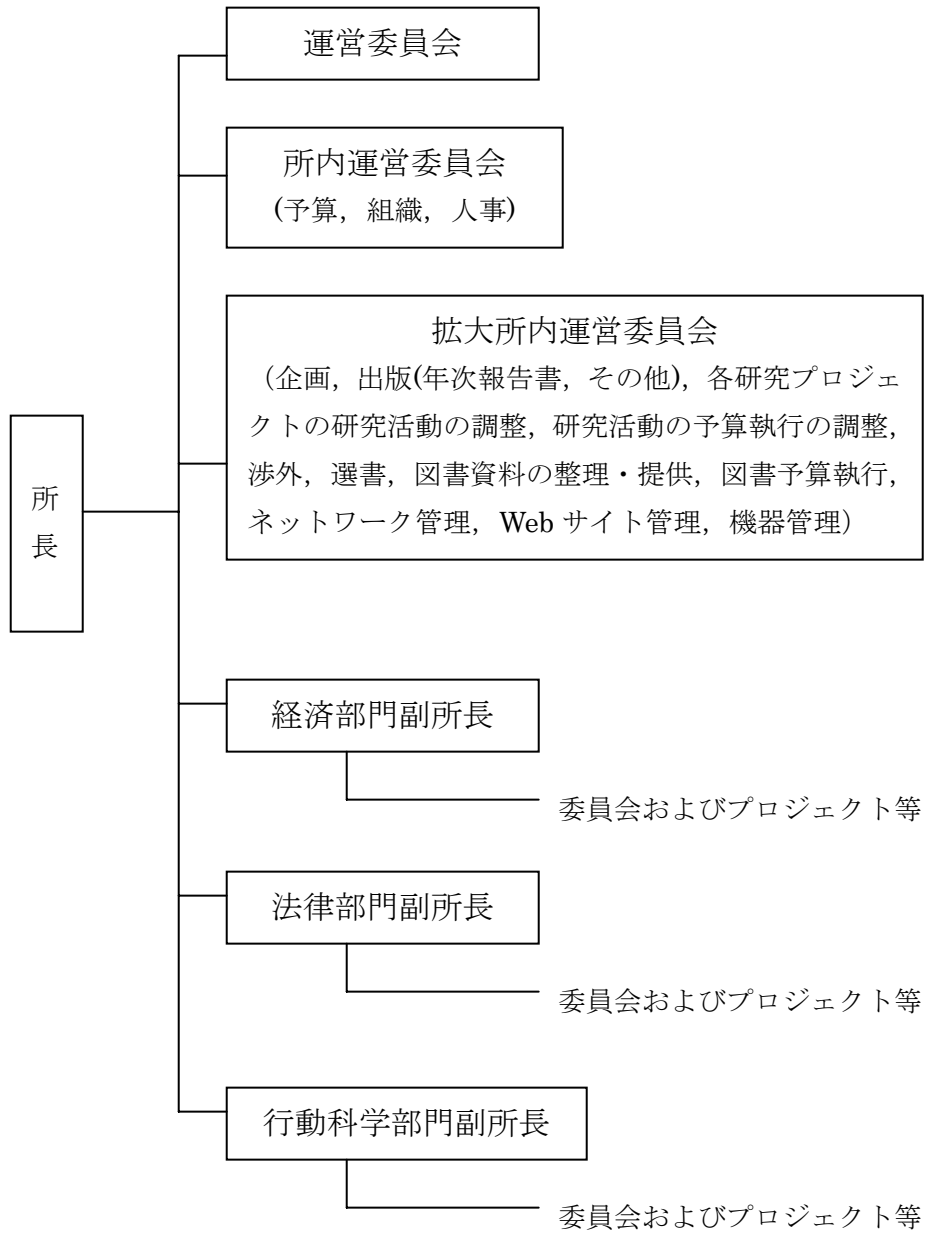 運営委員会
所内運営委員会
(予算，組織，人事)
拡大所内運営委員会
（企画，出版(年次報告書，その他)，各研究プロジェ
クトの研究活動の調整，研究活動の予算執行の調整，
渉外，選書，図書資料の整理・提供，図書予算執行，
ネットワーク管理，Web サイト管理，機器管理）
所
長
経済部門副所長
委員会およびプロジェクト等
法律部門副所長
委員会およびプロジェクト等
行動科学部門副所長
委員会およびプロジェクト等